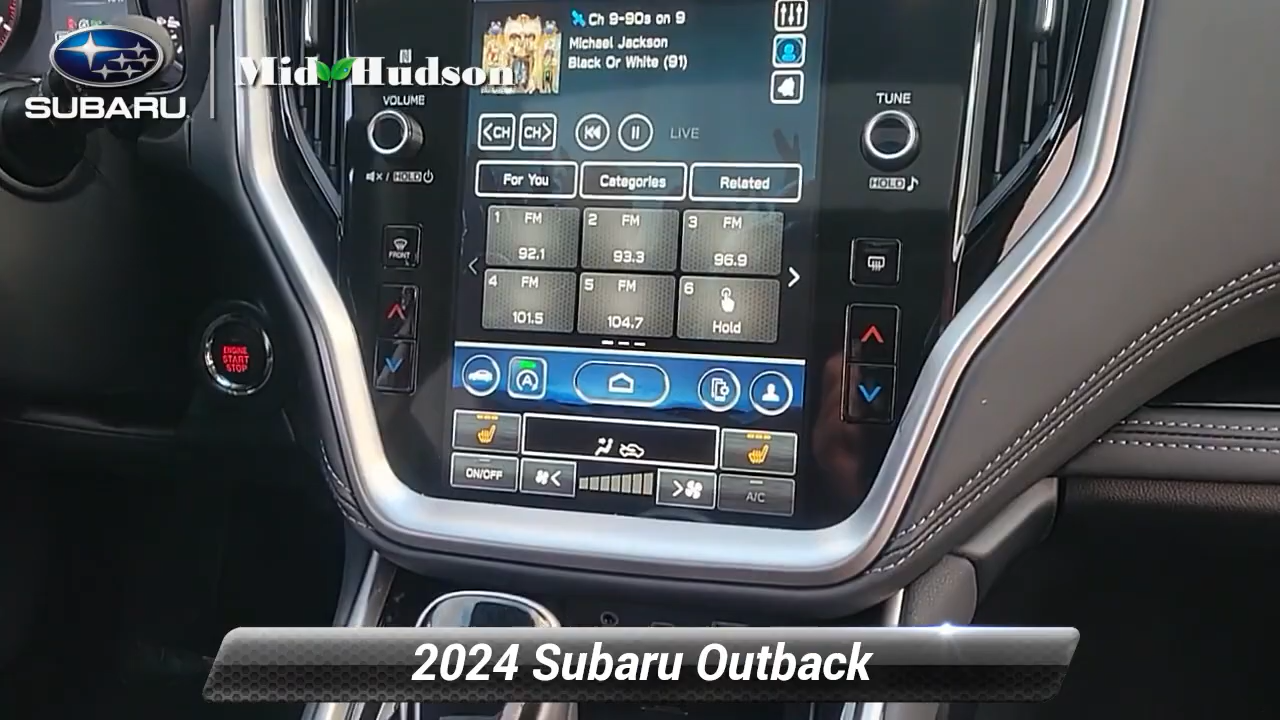 Ch 9-90s on 9
Michael Jackson
Black Or White (91)
SUBARU
Mid Hudson
VOLUME
TUNE
<CH CH> LIVE
HOLD
HOLD
For You Categories Related
1 FM 92.1
2 FM 93.3
3 FM 96.9
FRONT
4 FM 101.5
5 FM 104.7
6 Hold
ENGINE
START
STOP
A
ON/OFF
A/C
2024 Subaru Outback